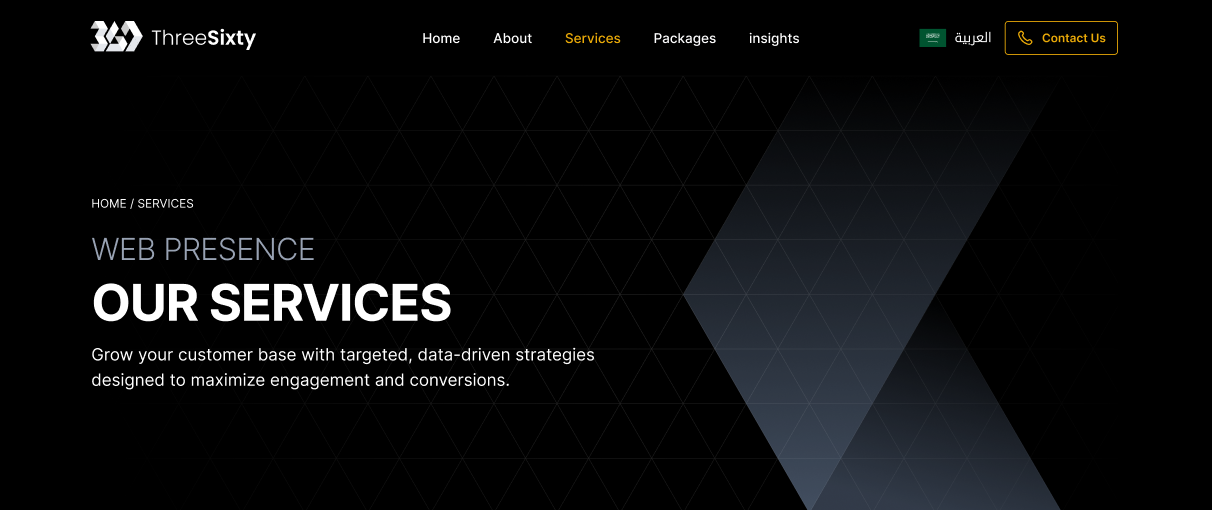 360 ThreeSixty
Home About Services Packages insights
العربية
Contact Us
HOME / SERVICES
WEB PRESENCE
OUR SERVICES
Grow your customer base with targeted, data-driven strategies
designed to maximize engagement and conversions.